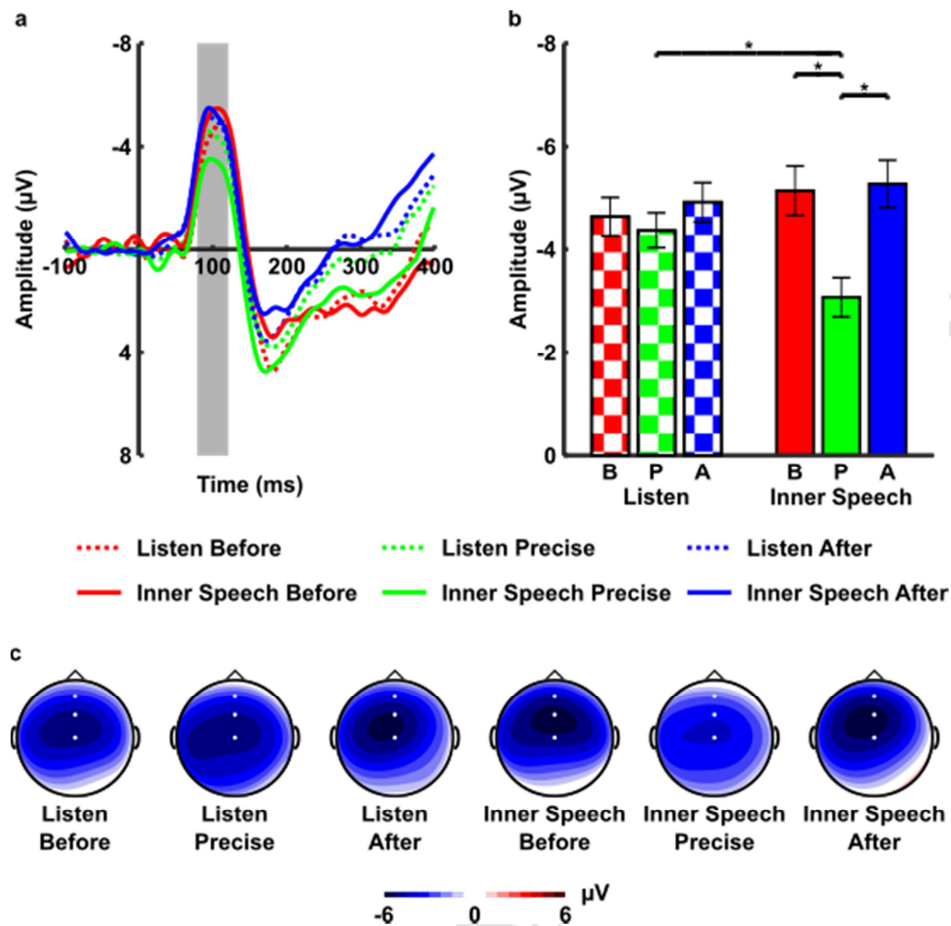 a
-8
-4
4
8
Amplitude (µV)
-100 100 200 300 400
Time (ms)
b
-8
-6
-4
-2
0
Amplitude (µV)
*
*
*
B P A B P A
Listen Inner Speech
Listen Before Listen Precise Listen After
Inner Speech Before Inner Speech Precise Inner Speech After
c
Listen Before
Listen Precise
Listen After
Inner Speech Before
Inner Speech Precise
Inner Speech After
µV
-6 0 6